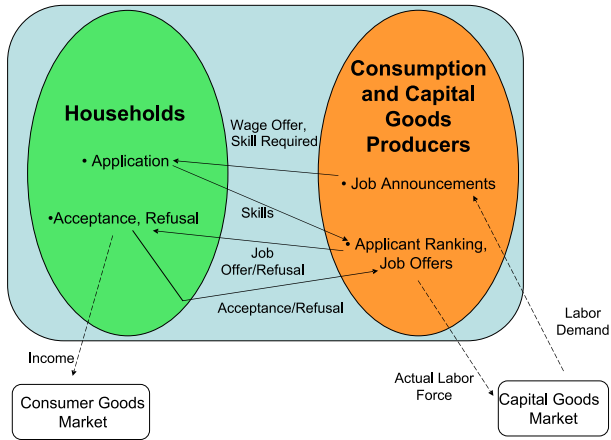 Households
• Application
•Acceptance, Refusal
Wage Offer,
Skill Required
Skills
Job
Offer/Refusal
Acceptance/Refusal
Consumption
and Capital
Goods
Producers
• Job Announcements
• Applicant Ranking,
Job Offers
Income
Consumer Goods
Market
Actual Labor
Force
Labor
Demand
Capital Goods
Market